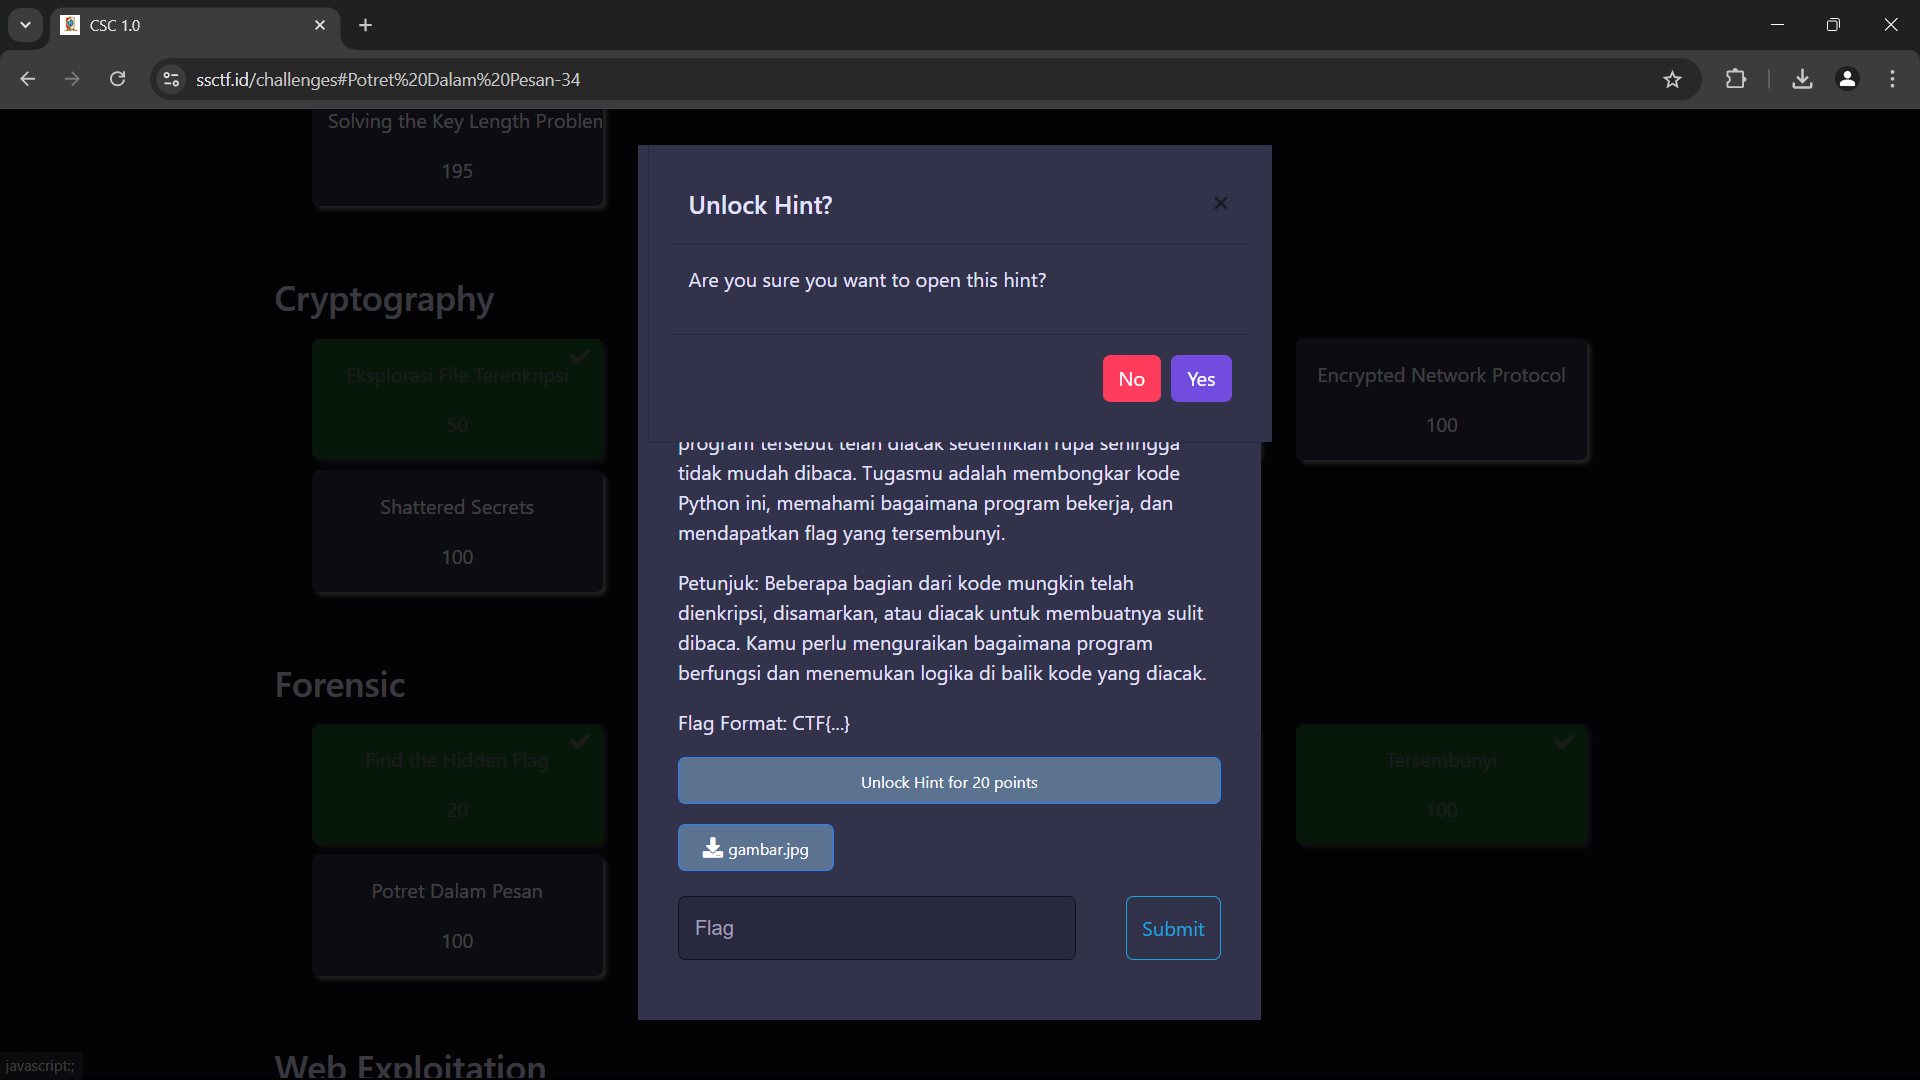 CSC 1.0
ssctf.id/challenges#Potret%20Dalam%20Pesan-34
Solving the Key Length Problem
195
Unlock Hint?
Are you sure you want to open this hint?
No Yes
Cryptography
Eksplorasi File Terenkripsi
50
Encrypted Network Protocol
100
Shattered Secrets
100
program tersebut telah diacak sedemikian rupa sehingga
tidak mudah dibaca. Tugasmu adalah membongkar kode
Python ini, memahami bagaimana program bekerja, dan
mendapatkan flag yang tersembunyi.
Petunjuk: Beberapa bagian dari kode mungkin telah
dienkripsi, disamarkan, atau diacak untuk membuatnya sulit
dibaca. Kamu perlu menguraikan bagaimana program
berfungsi dan menemukan logika di balik kode yang diacak.
Flag Format: CTF{...}
Unlock Hint for 20 points
gambar.jpg
Flag
Submit
Forensic
Find the Hidden Flag
20
Tersembunyi
100
Potret Dalam Pesan
100
Web Exploitation
javascript:;